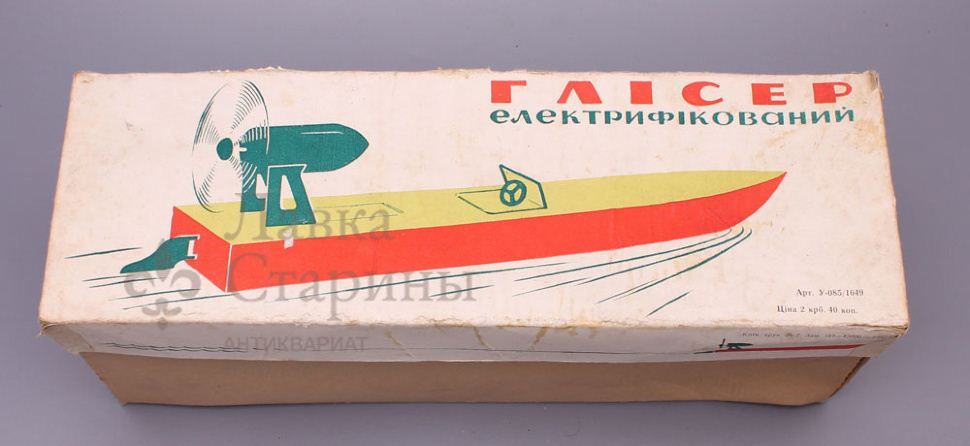 ГЛІСЕР
електрифікований
Лавка
Старины
АНТИКВАРИАТ
Арт. У-085/1649
Ціна 2 крб. 40 коп.